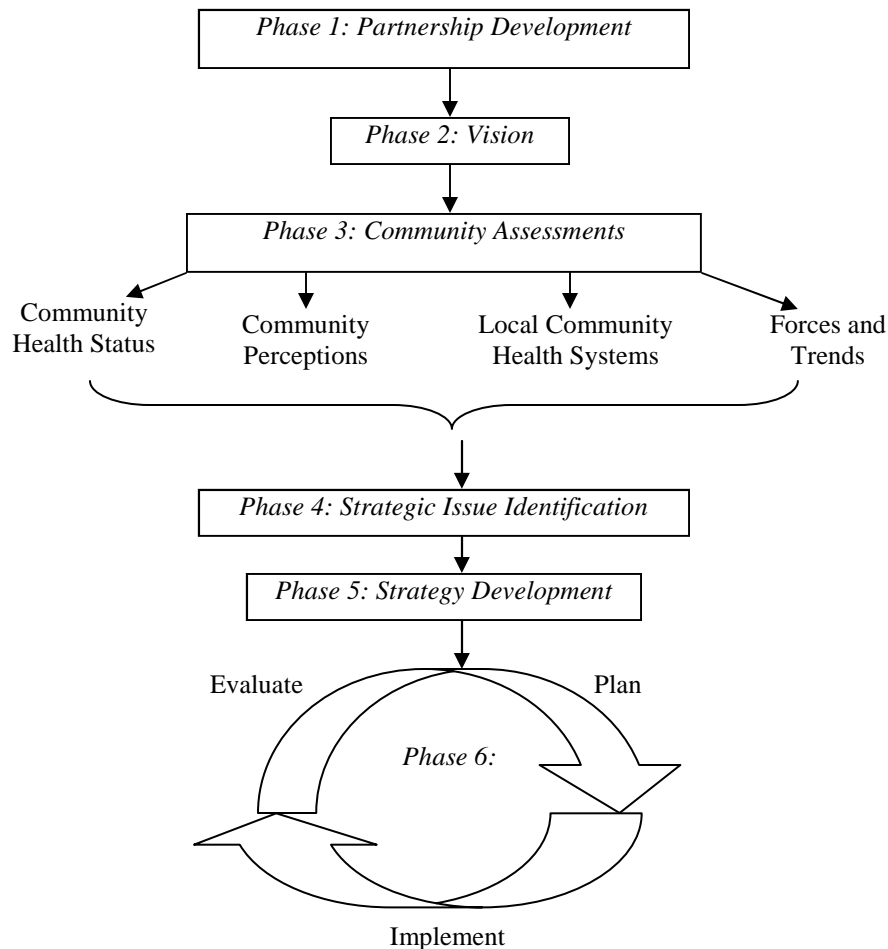 Phase 1: Partnership Development
Phase 2: Vision
Phase 3: Community Assessments
Community
Health Status
Community
Perceptions
Local Community
Health Systems
Forces and
Trends
Phase 4: Strategic Issue Identification
Phase 5: Strategy Development
Evaluate
Plan
Phase 6:
Implement